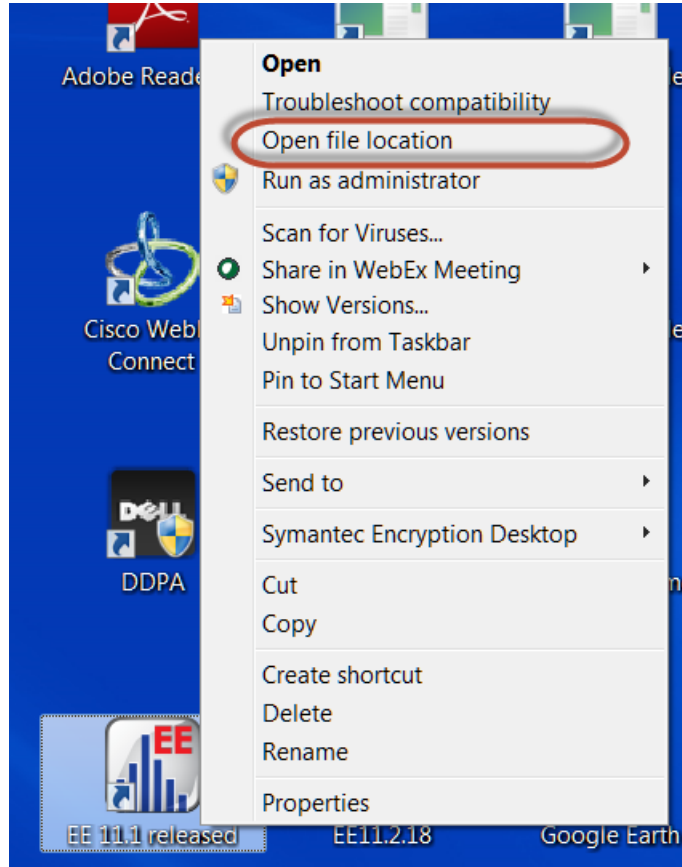 Adobe Reade
Open
Troubleshoot compatibility
Open file location
Run as administrator
Scan for Viruses...
Share in WebEx Meeting
Show Versions...
Unpin from Taskbar
Pin to Start Menu
Restore previous versions
Send to
Symantec Encryption Desktop
Cut
Copy
Create shortcut
Delete
Rename
Properties
Cisco Web
Connect
DELL
DDPA
EE
EE 11.1 released
EE11.2.18
Google Earth